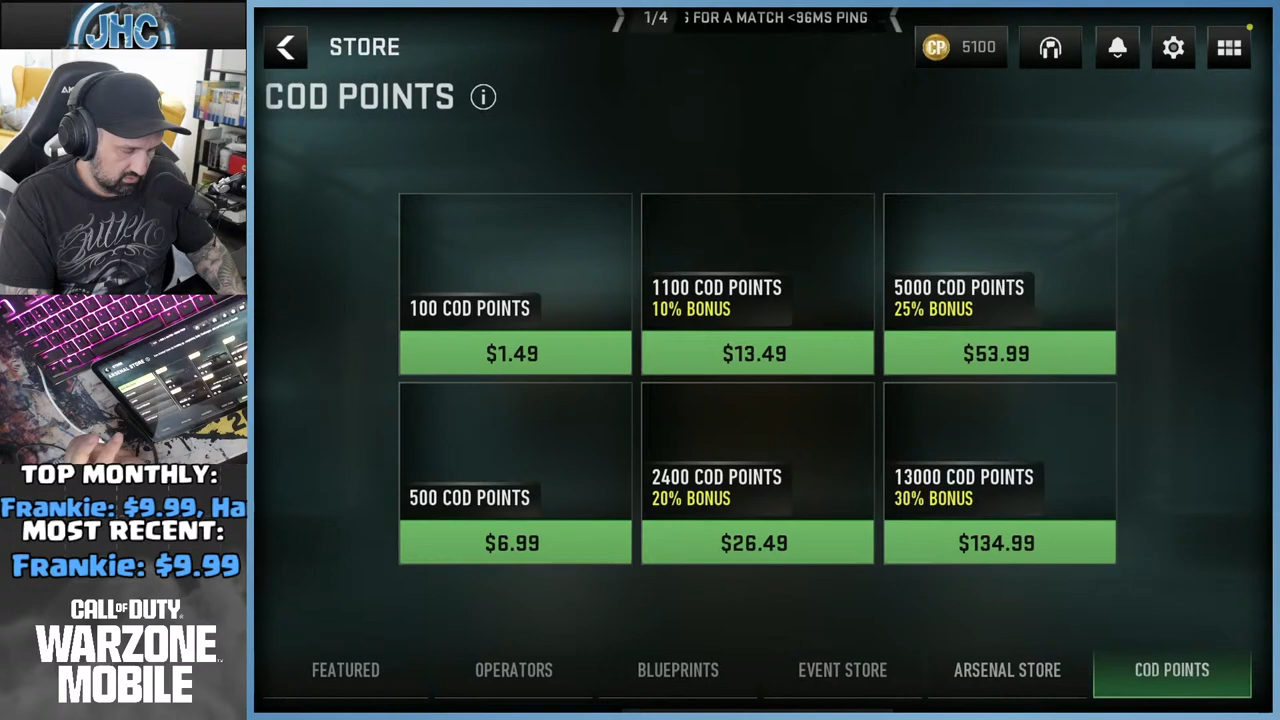 JHC
1/4 S FOR A MATCH <96MS PING
STORE
CP 5100
COD POINTS
100 COD POINTS
$1.49
1100 COD POINTS
10% BONUS
$13.49
5000 COD POINTS
25% BONUS
$53.99
500 COD POINTS
$6.99
2400 COD POINTS
20% BONUS
$26.49
13000 COD POINTS
30% BONUS
$134.99
FEATURED
OPERATORS
BLUEPRINTS
EVENT STORE
ARSENAL STORE
COD POINTS
ARSENAL STORE
TOP MONTHLY:
Frankie: $9.99, Ha
MOST RECENT:
Frankie: $9.99
CALL OF DUTY
WARZONE
MOBILE